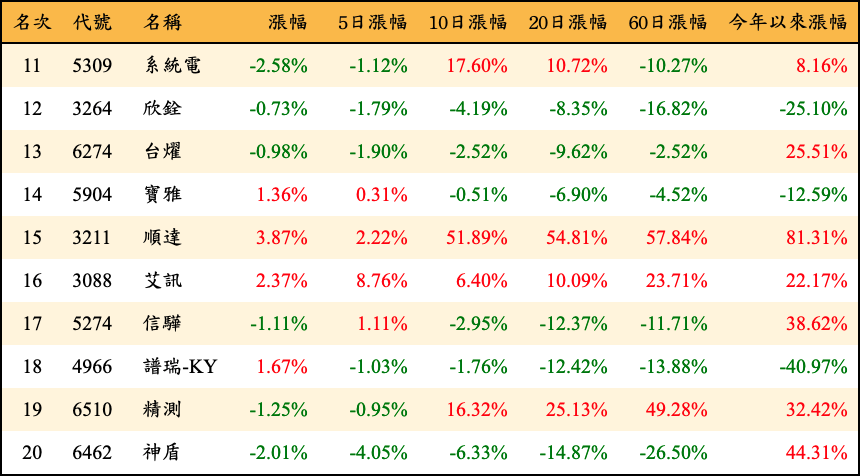 名次 代號 名稱 漲幅 5日漲幅 10日漲幅 20日漲幅 60日漲幅 今年以來漲幅
11 5309 系統電 -2.58% -1.12% 17.60% 10.72% -10.27% 8.16%
12 3264 欣銓 -0.73% -1.79% -4.19% -8.35% -16.82% -25.10%
13 6274 台燿 -0.98% -1.90% -2.52% -9.62% -2.52% 25.51%
14 5904 寶雅 1.36% 0.31% -0.51% -6.90% -4.52% -12.59%
15 3211 順達 3.87% 2.22% 51.89% 54.81% 57.84% 81.31%
16 3088 艾訊 2.37% 8.76% 6.40% 10.09% 23.71% 22.17%
17 5274 信驊 -1.11% 1.11% -2.95% -12.37% -11.71% 38.62%
18 4966 譜瑞-KY 1.67% -1.03% -1.76% -12.42% -13.88% -40.97%
19 6510 精測 -1.25% -0.95% 16.32% 25.13% 49.28% 32.42%
20 6462 神盾 -2.01% -4.05% -6.33% -14.87% -26.50% 44.31%